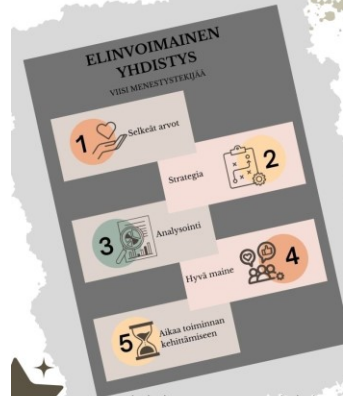 ELINVOIMAINEN
YHDISTYS
VIISI MENESTYSTEKIJÄÄ
1 Selkeät arvot
Strategia 2
3 Analysointi
Hyvä maine 4
5 Aikaa toiminnan
kehittämiseen